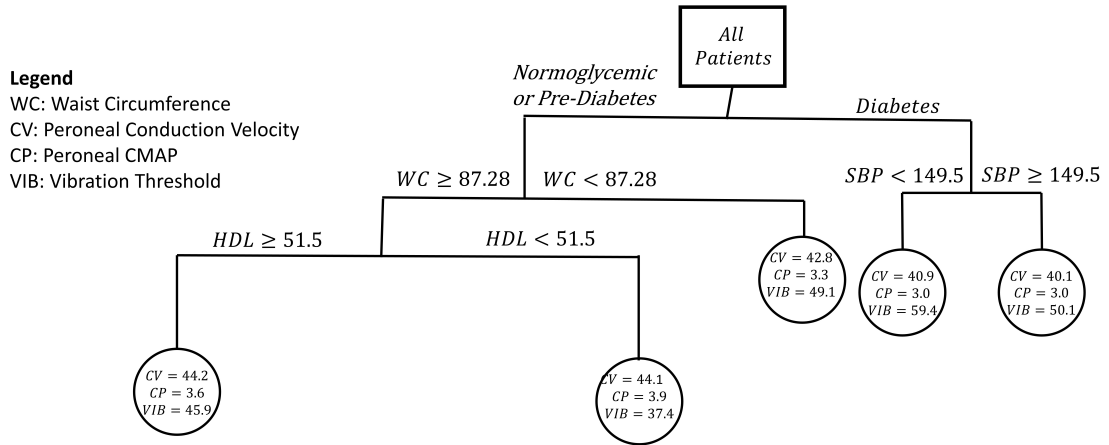 All
Patients
Legend
WC: Waist Circumference
CV: Peroneal Conduction Velocity
CP: Peroneal CMAP
VIB: Vibration Threshold
Normoglycemic
or Pre-Diabetes
Diabetes
WC ≥ 87.28
WC < 87.28
SBP < 149.5
SBP ≥ 149.5
HDL ≥ 51.5
HDL < 51.5
CV = 42.8
CP = 3.3
VIB = 49.1
CV = 40.9
CP = 3.0
VIB = 59.4
CV = 40.1
CP = 3.0
VIB = 50.1
CV = 44.2
CP = 3.6
VIB = 45.9
CV = 44.1
CP = 3.9
VIB = 37.4